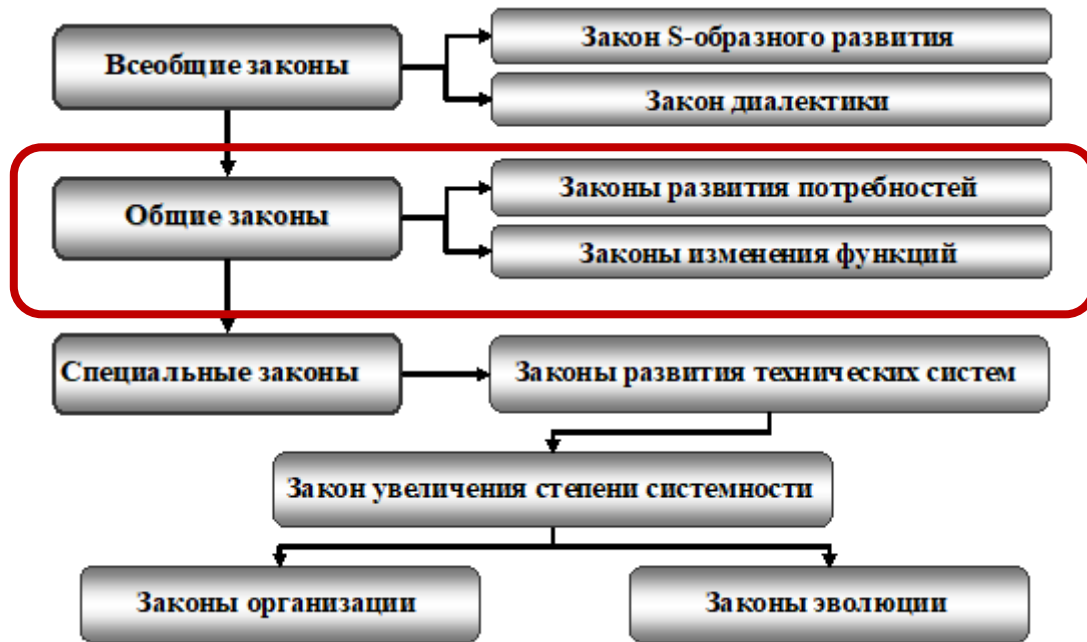 Всеобщие законы
Закон S-образного развития
Закон диалектики
Общие законы
Законы развития потребностей
Законы изменения функций
Специальные законы
Законы развития технических систем
Закон увеличения степени системности
Законы организации
Законы эволюции